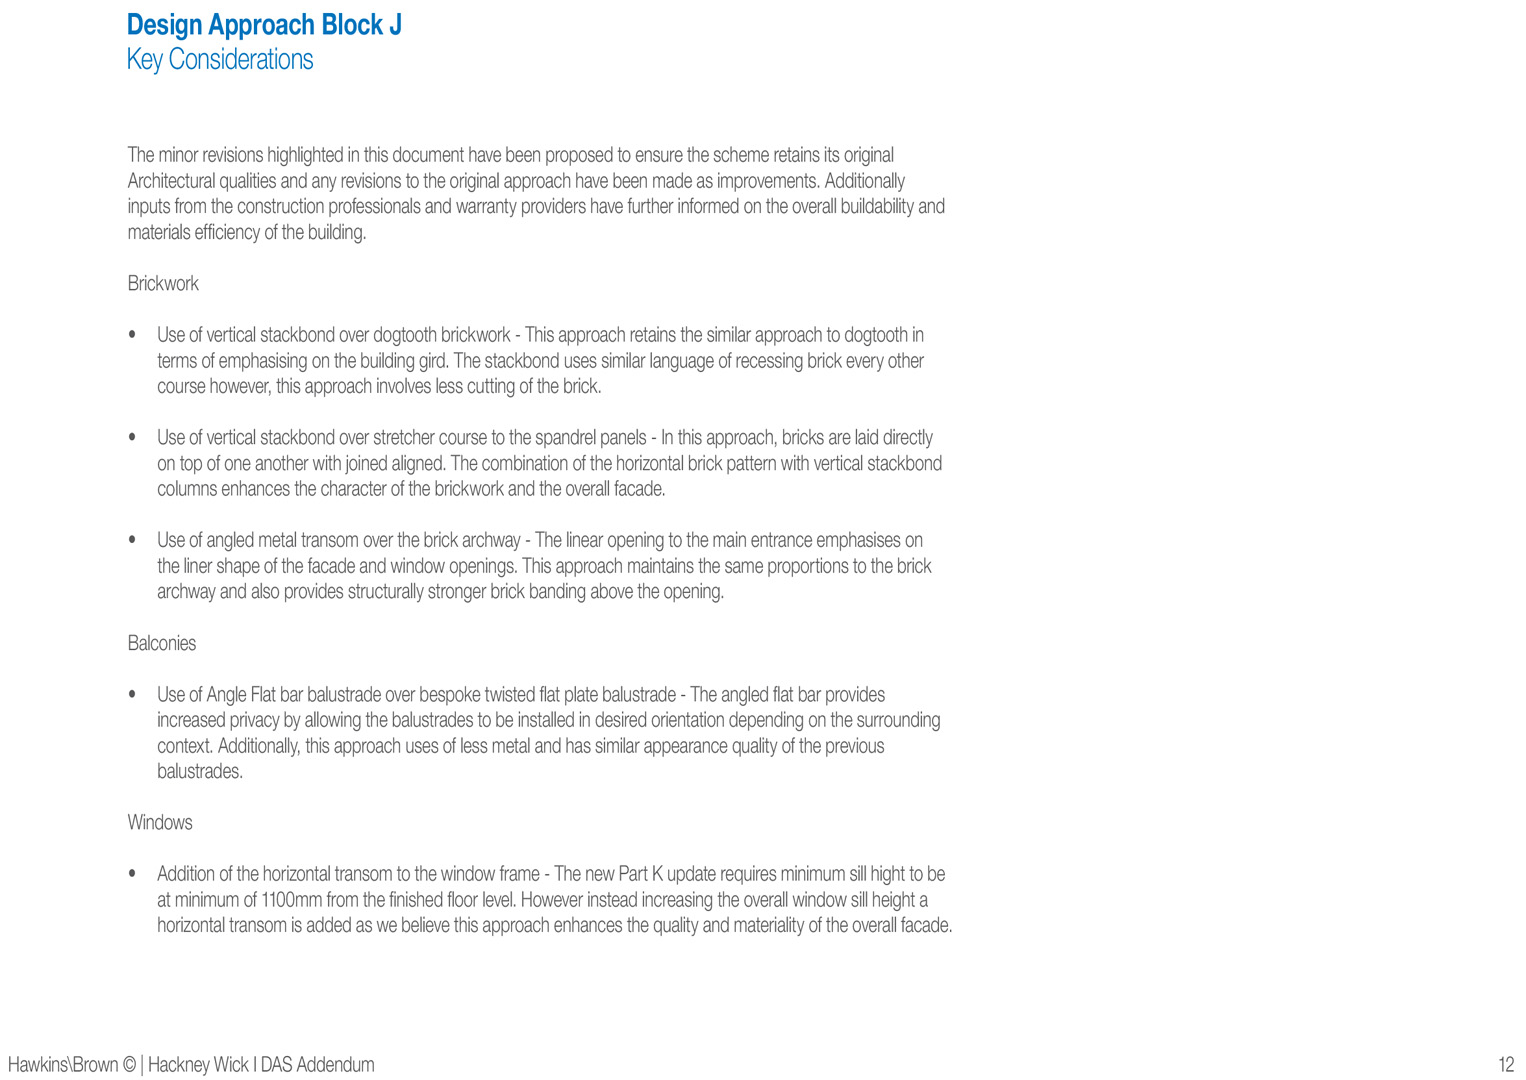 Design Approach Block J
Key Considerations
The minor revisions highlighted in this document have been proposed to ensure the scheme retains its original
Architectural qualities and any revisions to the original approach have been made as improvements. Additionally
inputs from the construction professionals and warranty providers have further informed on the overall buildability and
materials efficiency of the building.
Brickwork
• Use of vertical stackbond over dogtooth brickwork - This approach retains the similar approach to dogtooth in
terms of emphasising on the building gird. The stackbond uses similar language of recessing brick every other
course however, this approach involves less cutting of the brick.
• Use of vertical stackbond over stretcher course to the spandrel panels - In this approach, bricks are laid directly
on top of one another with joined aligned. The combination of the horizontal brick pattern with vertical stackbond
columns enhances the character of the brickwork and the overall facade.
• Use of angled metal transom over the brick archway - The linear opening to the main entrance emphasises on
the liner shape of the facade and window openings. This approach maintains the same proportions to the brick
archway and also provides structurally stronger brick banding above the opening.
Balconies
• Use of Angle Flat bar balustrade over bespoke twisted flat plate balustrade - The angled flat bar provides
increased privacy by allowing the balustrades to be installed in desired orientation depending on the surrounding
context. Additionally, this approach uses of less metal and has similar appearance quality of the previous
balustrades.
Windows
• Addition of the horizontal transom to the window frame - The new Part K update requires minimum sill hight to be
at minimum of 1100mm from the finished floor level. However instead increasing the overall window sill height a
horizontal transom is added as we believe this approach enhances the quality and materiality of the overall facade.
Hawkins\Brown © | Hackney Wick I DAS Addendum
12